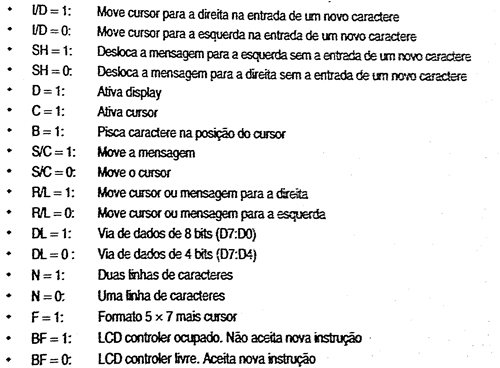 • I/D = 1: Move cursor para a direita na entrada de um novo caractere
• I/D = 0: Move cursor para a esquerda na entrada de um novo caractere
• SH = 1: Desloca a mensagem para a esquerda sem a entrada de um novo caractere
• SH = 0: Desloca a mensagem para a direita sem a entrada de um novo caractere
• D = 1: Ativa display
• C = 1: Ativa cursor
• B = 1: Pisca caractere na posição do cursor
• S/C = 1: Move a mensagem
• S/C = 0: Move o cursor
• R/L = 1: Move cursor ou mensagem para a direita
• R/L = 0: Move cursor ou mensagem para a esquerda
• DL = 1: Via de dados de 8 bits (D7:D0)
• DL = 0 : Via de dados de 4 bits (D7:D4)
• N = 1: Duas linhas de caracteres
• N = 0: Uma linha de caracteres
• F = 1: Formato 5 × 7 mais cursor
• BF = 1: LCD controler ocupado. Não aceita nova instrução
• BF = 0: LCD controler livre. Aceita nova instrução